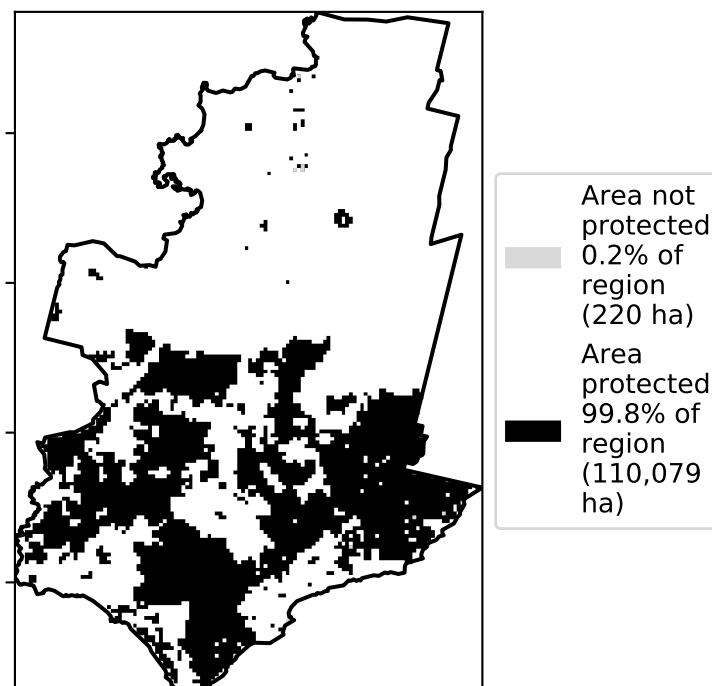 Area not
protected
0.2% of
region
(220 ha)
Area
protected
99.8% of
region
(110,079
ha)